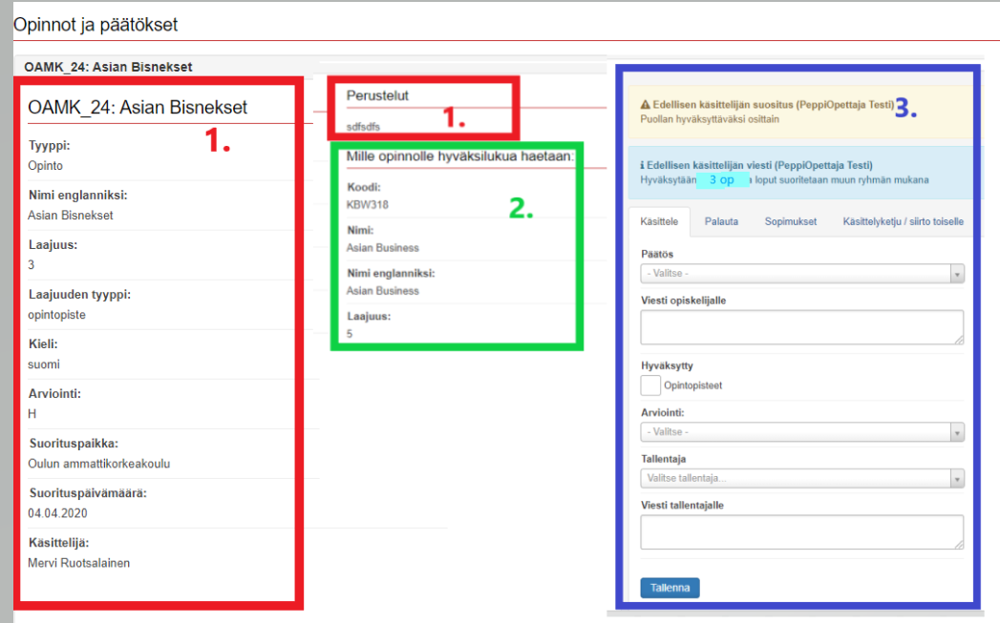 Opinnot ja päätökset
OAMK_24: Asian Bisnekset
OAMK_24: Asian Bisnekset
1.
Tyyppi:
Opinto
Nimi englanniksi:
Asian Bisnekset
Laajuus:
3
Laajuuden tyyppi:
opintopiste
Kieli:
suomi
Arviointi:
H
Suorituspaikka:
Oulun ammattikorkeakoulu
Suorituspäivämäärä:
04.04.2020
Käsittelijä:
Mervi Ruotsalainen
Perustelut
1.
sdfsdfs
Mille opinnolle hyväksilukua haetaan:
2.
Koodi:
KBW318
Nimi:
Asian Business
Nimi englanniksi:
Asian Business
Laajuus:
5
Edellisen käsittelijän suositus (PeppiOpettaja Testi)
3.
Puollan hyväksyttäväksi osittain
Edellisen käsittelijän viesti (PeppiOpettaja Testi)
Hyväksytään 3 op loput suoritetaan muun ryhmän mukana
Käsittele Palauta Sopimukset Käsittelyketju / siirto toiselle
Päätös
- Valitse -
Viesti opiskelijalle
Hyväksytty
Opintopisteet
Arviointi:
- Valitse -
Tallentaja
Valitse tallentaja...
Viesti tallentajalle
Tallenna